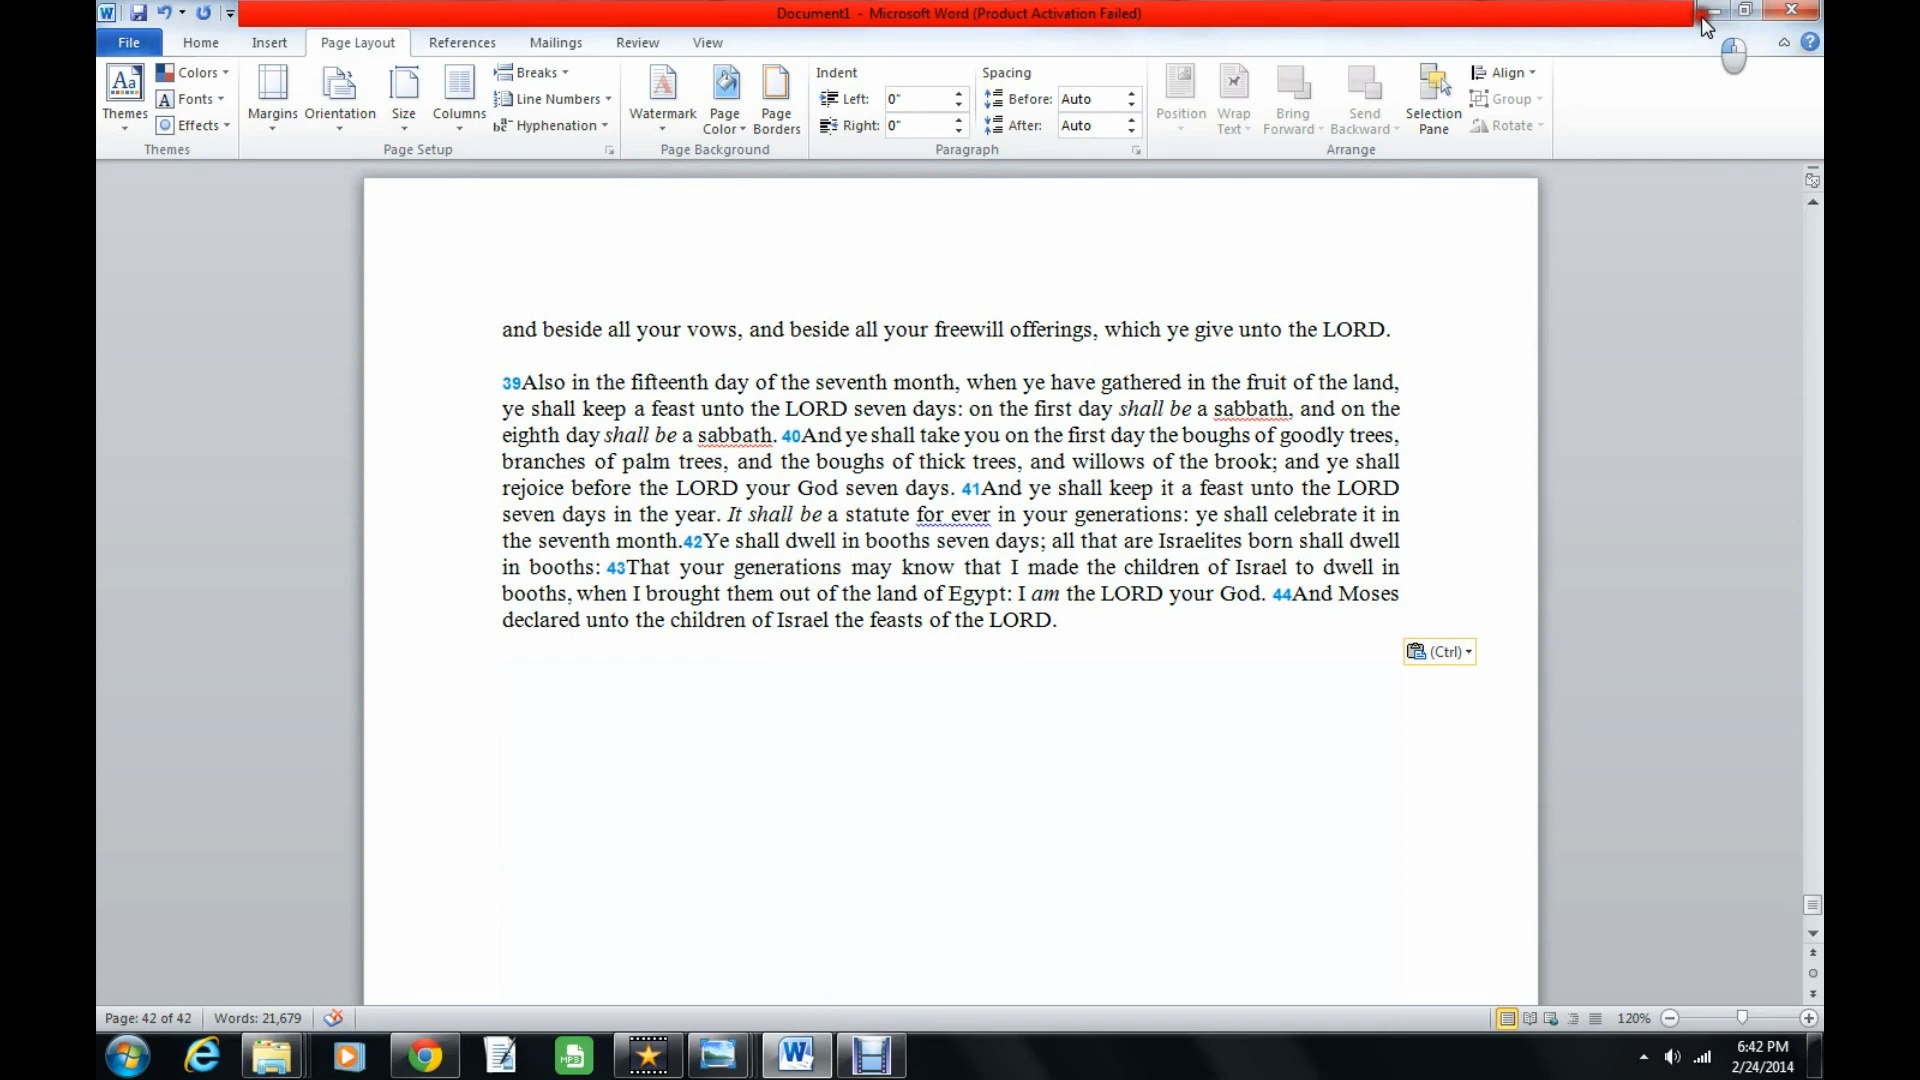 Document1 - Microsoft Word (Product Activation Failed)
File Home Insert Page Layout References Mailings Review View
Themes
Colors
Fonts
Effects
Themes
Margins Orientation Size Columns
Breaks
Line Numbers
Hyphenation
Page Setup
Watermark Page Color Page Borders
Page Background
Indent
Left: 0"
Right: 0"
Spacing
Before: Auto
After: Auto
Paragraph
Position Wrap Text Bring Forward Send Backward Selection Pane
Align
Group
Rotate
Arrange
and beside all your vows, and beside all your freewill offerings, which ye give unto the LORD.
39Also in the fifteenth day of the seventh month, when ye have gathered in the fruit of the land,
ye shall keep a feast unto the LORD seven days: on the first day shall be a sabbath, and on the
eighth day shall be a sabbath. 40And ye shall take you on the first day the boughs of goodly trees,
branches of palm trees, and the boughs of thick trees, and willows of the brook; and ye shall
rejoice before the LORD your God seven days. 41And ye shall keep it a feast unto the LORD
seven days in the year. It shall be a statute for ever in your generations: ye shall celebrate it in
the seventh month.42Ye shall dwell in booths seven days; all that are Israelites born shall dwell
in booths: 43That your generations may know that I made the children of Israel to dwell in
booths, when I brought them out of the land of Egypt: I am the LORD your God. 44And Moses
declared unto the children of Israel the feasts of the LORD.
(Ctrl)
Page: 42 of 42 Words: 21,679 120%
MP3
6:42 PM
2/24/2014